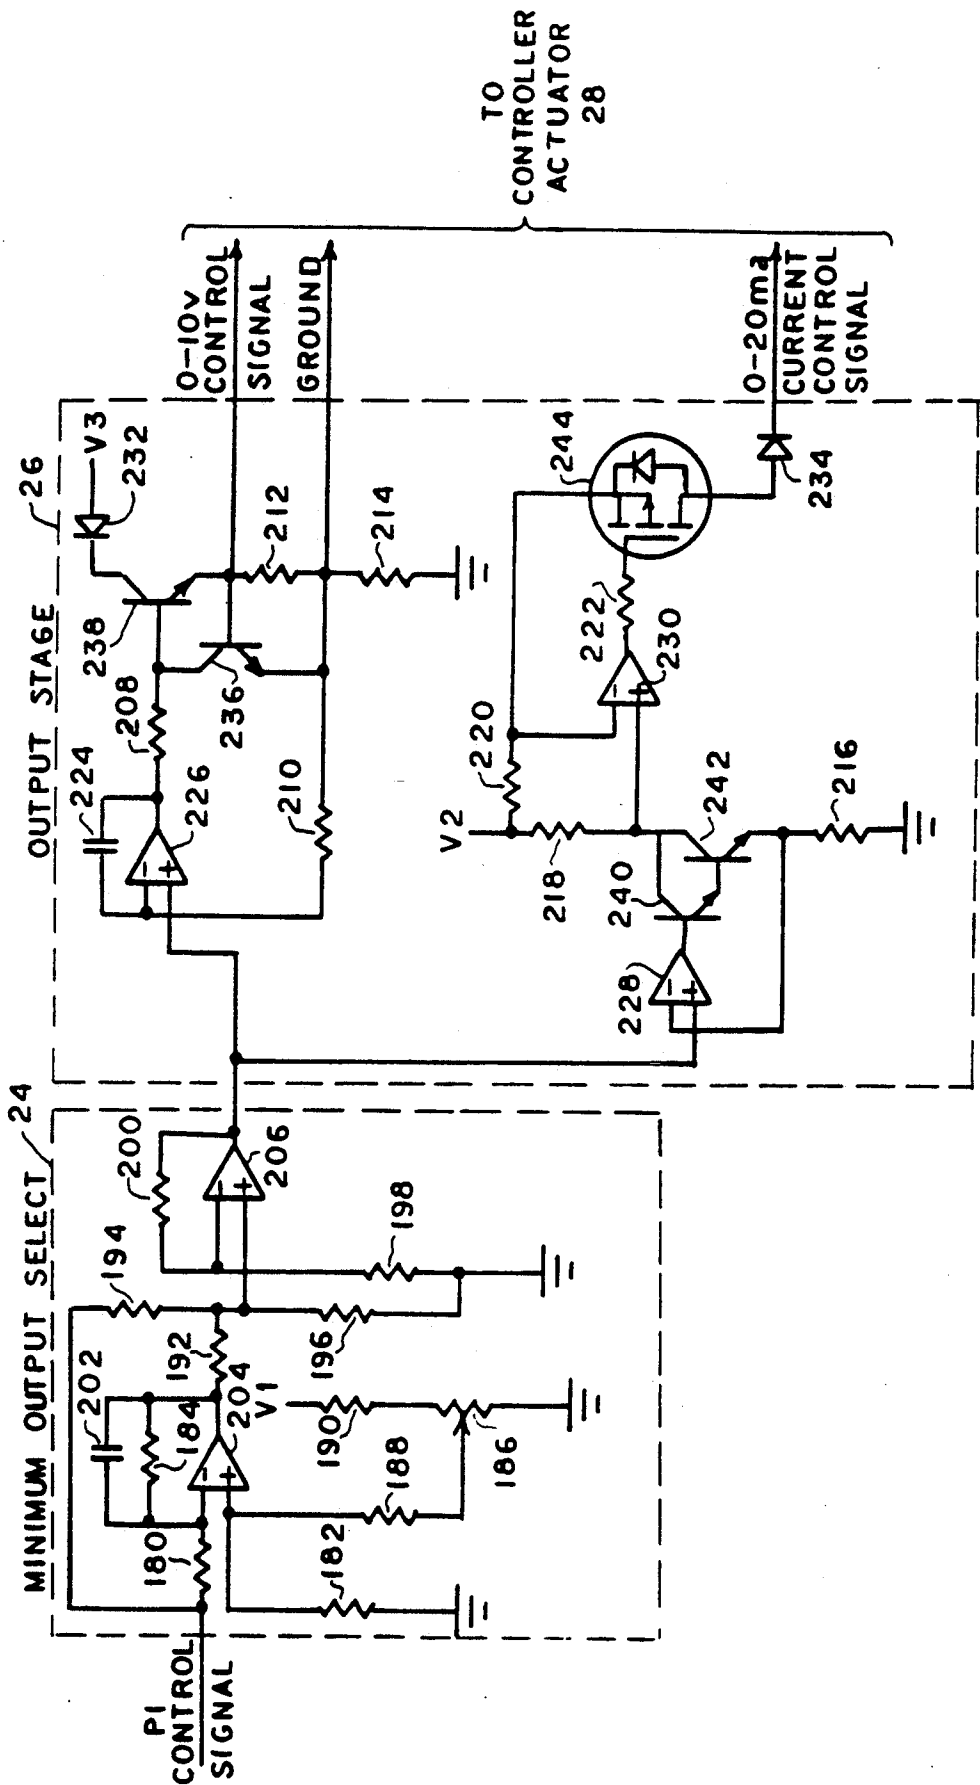 MINIMUM OUTPUT SELECT
24
OUTPUT STAGE
26
PI
CONTROL
SIGNAL
180
182
184
186
188
190
V1
192
194
196
198
200
202
204
206
208
210
212
214
216
218
220
222
224
226
228
230
232
234
236
238
240
242
244
V2
V3
0-10v
CONTROL
SIGNAL
GROUND
0-20ma
CURRENT
CONTROL
SIGNAL
TO
CONTROLLER
ACTUATOR
28